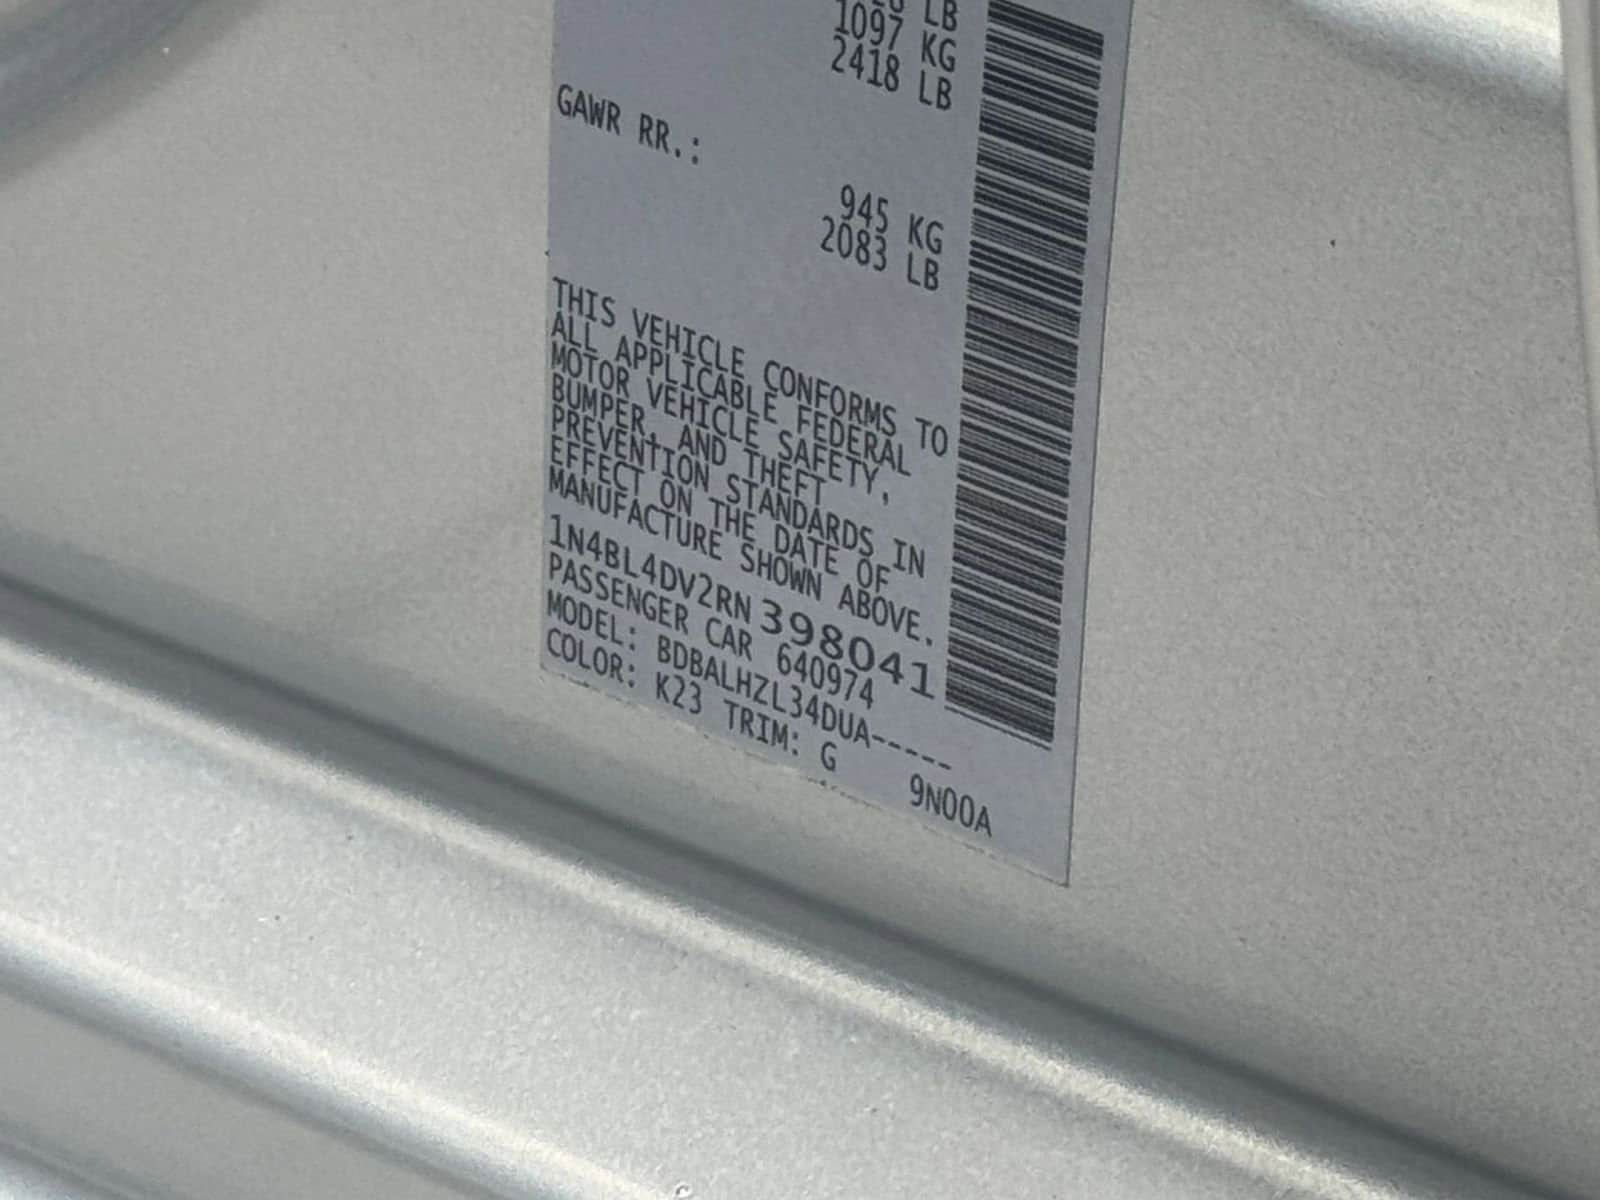 LB
1097 KG
2418 LB
GAWR RR.:
945 KG
2083 LB
THIS VEHICLE CONFORMS TO
ALL APPLICABLE FEDERAL
MOTOR VEHICLE SAFETY,
BUMPER, AND THEFT
PREVENTION STANDARDS IN
EFFECT ON THE DATE OF
MANUFACTURE SHOWN ABOVE.
1N4BL4DV2RN398041
PASSENGER CAR 640974
MODEL: BDBALHZL34DUA-----
COLOR: K23 TRIM: G 9N00A